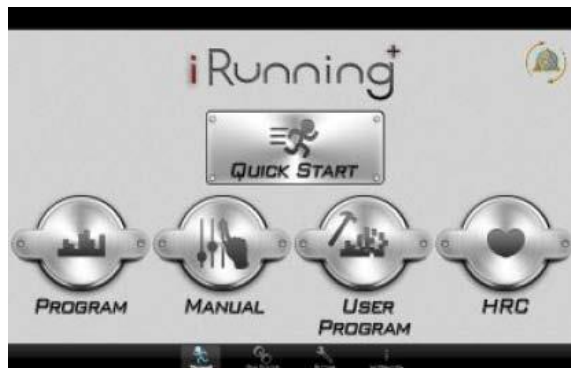 iRunning+
QUICK START
PROGRAM
MANUAL
USER
PROGRAM
HRC